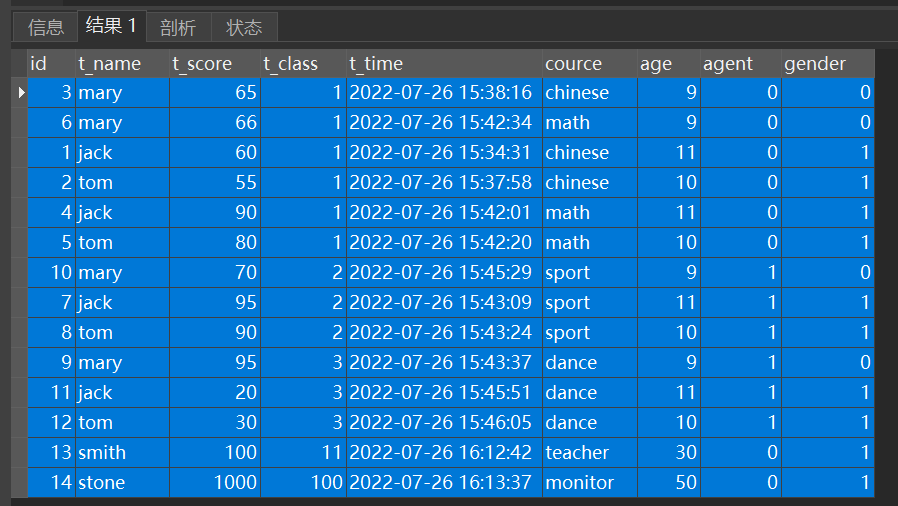 信息 结果 1 剖析 状态
id t_name t_score t_class t_time cource age agent gender
3 mary 65 1 2022-07-26 15:38:16 chinese 9 0 0
6 mary 66 1 2022-07-26 15:42:34 math 9 0 0
1 jack 60 1 2022-07-26 15:34:31 chinese 11 0 1
2 tom 55 1 2022-07-26 15:37:58 chinese 10 0 1
4 jack 90 1 2022-07-26 15:42:01 math 11 0 1
5 tom 80 1 2022-07-26 15:42:20 math 10 0 1
10 mary 70 2 2022-07-26 15:45:29 sport 9 1 0
7 jack 95 2 2022-07-26 15:43:09 sport 11 1 1
8 tom 90 2 2022-07-26 15:43:24 sport 10 1 1
9 mary 95 3 2022-07-26 15:43:37 dance 9 1 0
11 jack 20 3 2022-07-26 15:45:51 dance 11 1 1
12 tom 30 3 2022-07-26 15:46:05 dance 10 1 1
13 smith 100 11 2022-07-26 16:12:42 teacher 30 0 1
14 stone 1000 100 2022-07-26 16:13:37 monitor 50 0 1